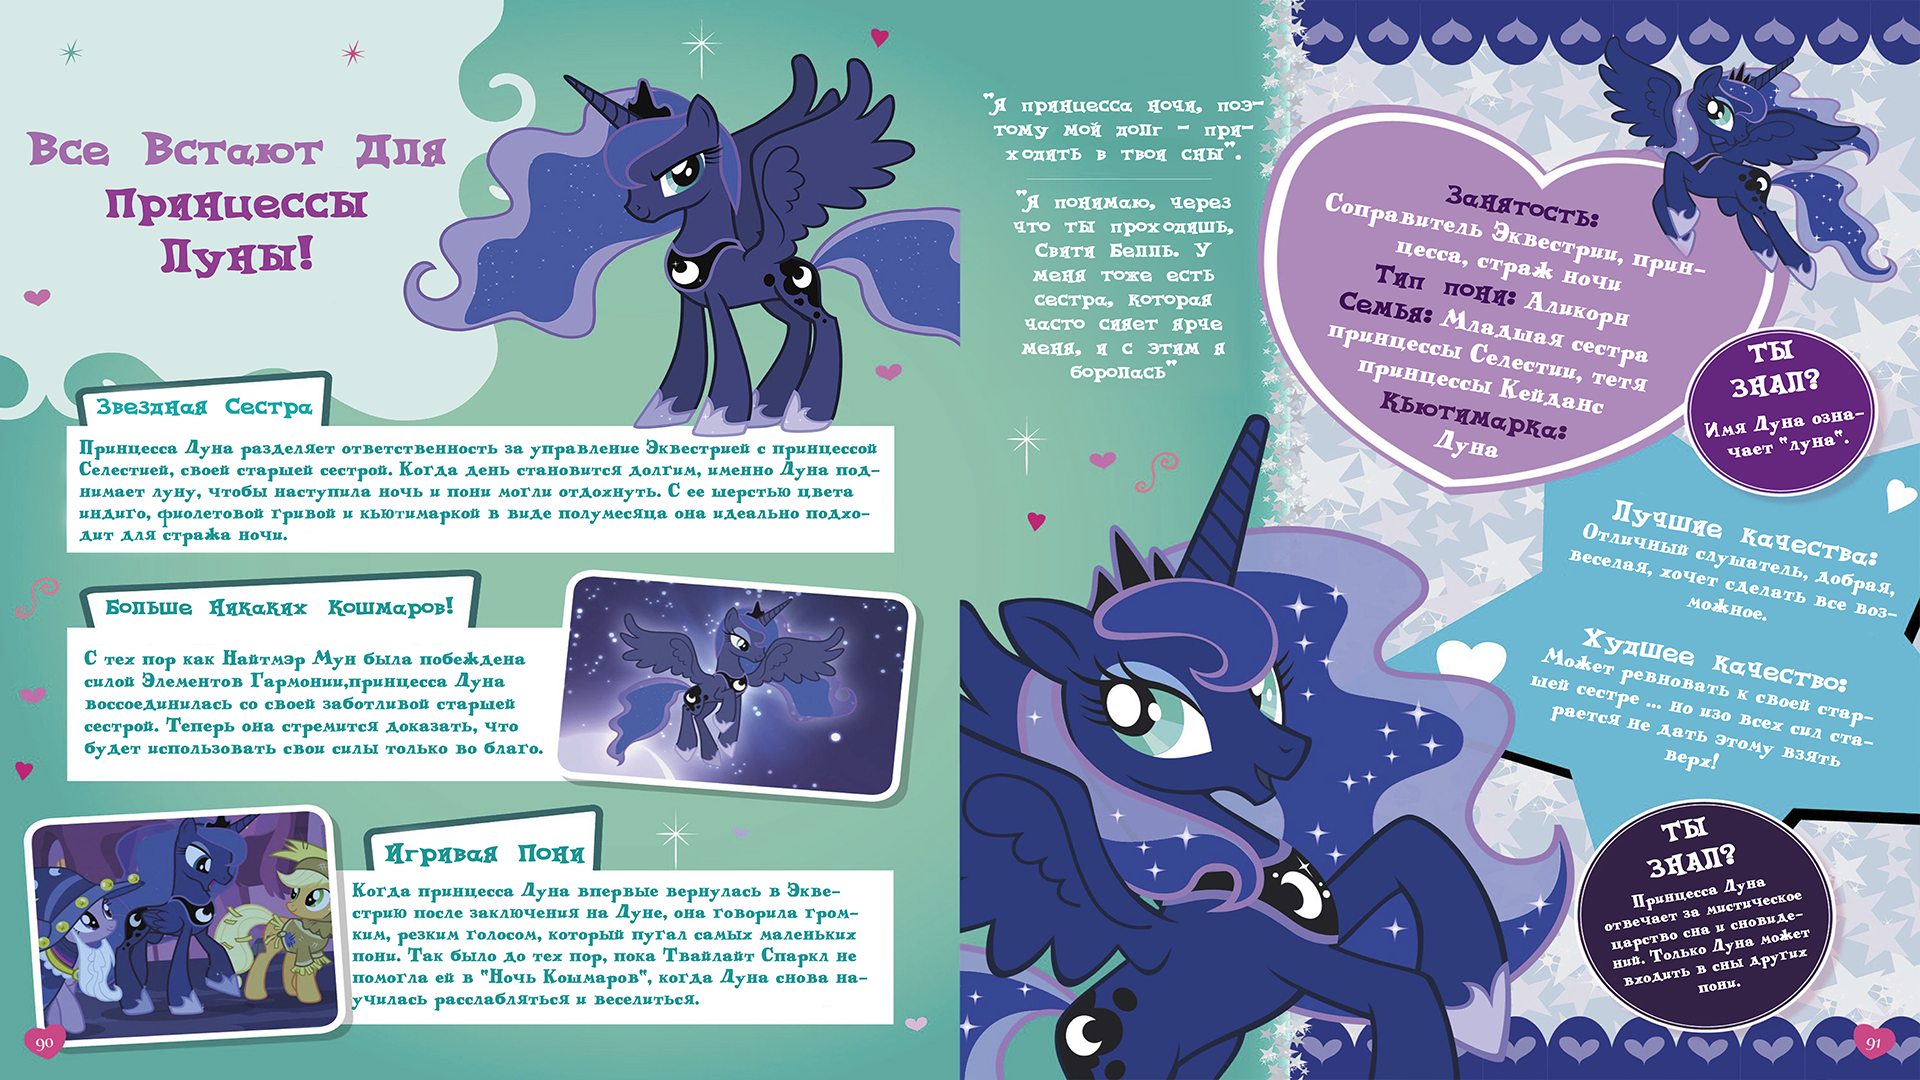 Все Встают Для
Принцессы
Луны!
Звездная Сестра
Принцесса Луна разделяет ответственность за управление Эквестрией с принцессой
Селестией, своей старшей сестрой. Когда день становится долгим, именно Луна под-
нимает луну, чтобы наступила ночь и пони могли отдохнуть. С ее шерстью цвета
индиго, фиолетовой гривой и кьютимаркой в виде полумесяца она идеально подхо-
дит для стража ночи.
Больше Никаких Кошмаров!
С тех пор как Найтмэр Мун была побеждена
силой Элементов Гармонии,принцесса Луна
воссоединилась со своей заботливой старшей
сестрой. Теперь она стремится доказать, что
будет использовать свои силы только во благо.
Игривая Пони
Когда принцесса Луна впервые вернулась в Экве-
стрию после заключения на Луне, она говорила гром-
ким, резким голосом, который пугал самых маленьких
пони. Так было до тех пор, пока Твайлайт Спаркл не
помогла ей в "Ночь Кошмаров", когда Луна снова на-
училась расслабляться и веселиться.
90
"Я принцесса ночи, поэ-
тому мой долг - при-
ходить в твои сны".
"Я понимаю, через
что ты проходишь,
Свити Белль. У
меня тоже есть
сестра, которая
часто сияет ярче
меня, и с этим я
боролась"
Занятость:
Соправитель Эквестрии, прин-
цесса, страж ночи
Тип пони: Аликорн
Семья: Младшая сестра
принцессы Селестии, тетя
принцессы Кейданс
Кьютимарка:
Луна
ТЫ
ЗНАЛ?
Имя Луна озна-
чает "луна".
Лучшие качества:
Отличный слушатель, добрая,
веселая, хочет сделать все воз-
можное.
Худшее качество:
Может ревновать к своей стар-
шей сестре ... но изо всех сил ста-
рается не дать этому взять
верх!
ТЫ
ЗНАЛ?
Принцесса Луна
отвечает за мистическое
царство сна и сновиде-
ний. Только Луна может
входить в сны других
пони.
91